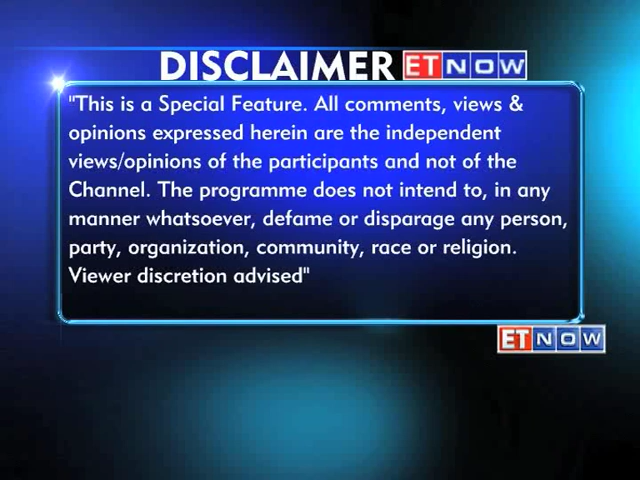 DISCLAIMER ET NOW
"This is a Special Feature. All comments, views &
opinions expressed herein are the independent
views/opinions of the participants and not of the
Channel. The programme does not intend to, in any
manner whatsoever, defame or disparage any person,
party, organization, community, race or religion.
Viewer discretion advised"
ET NOW